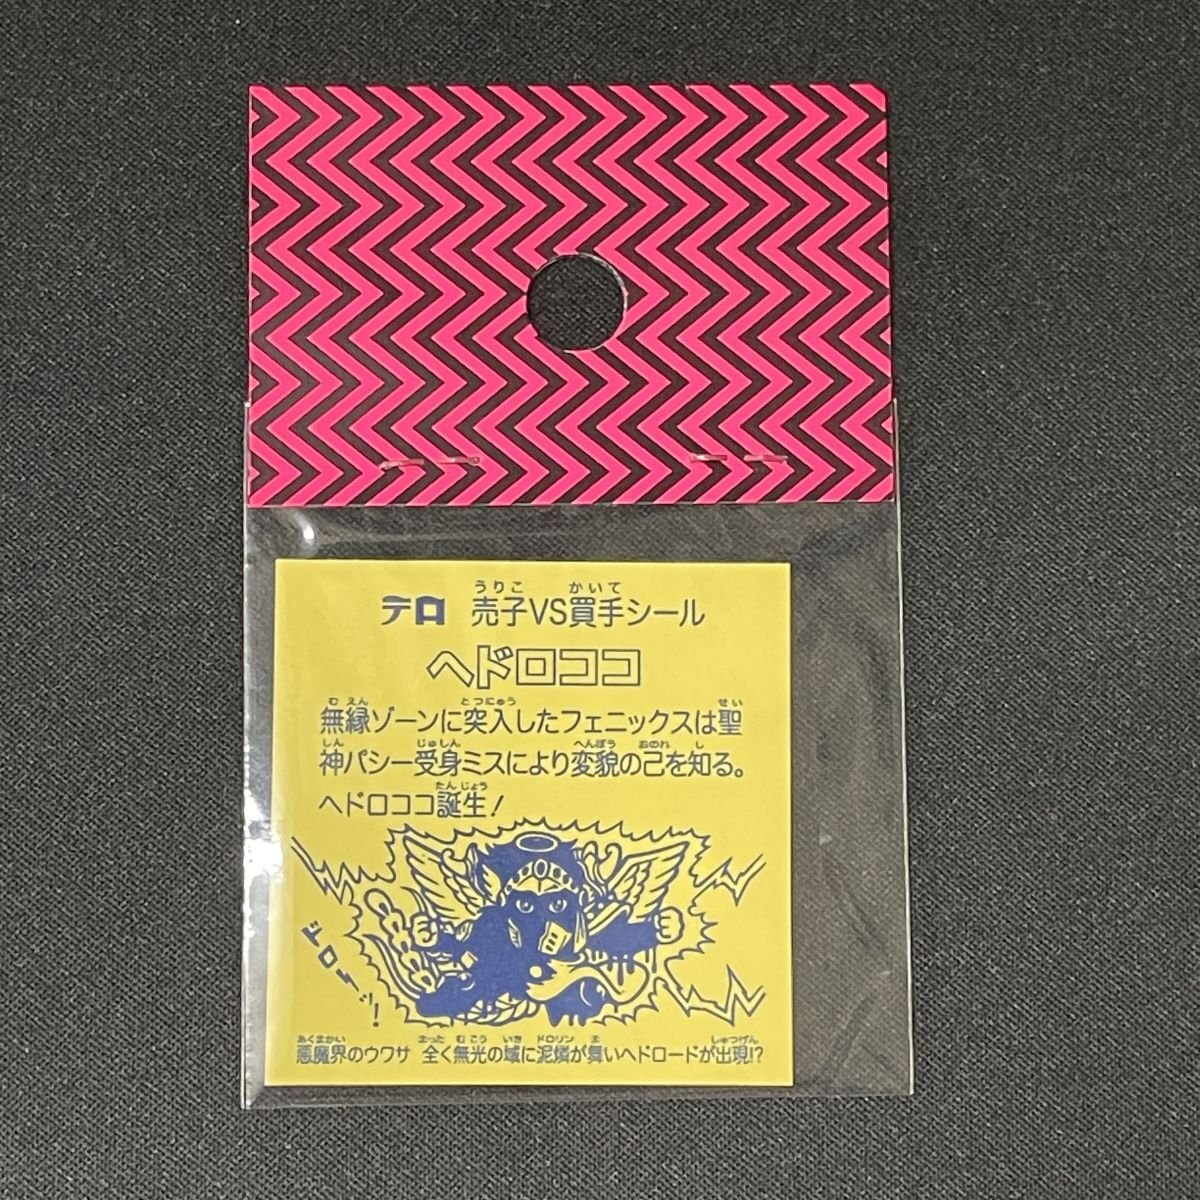 テロ 売子VS買手シール
うりこ かいて
ヘドロココ
無縁ゾーンに突入したフェニックスは聖
むえん とつにゅう せい
神パシー受身ミスにより変貌の己を知る。
しん じゅしん へんぼう おのれ し
ヘドロココ誕生!
たんじょう
ドロ〜ッ!
悪魔界のウワサ 全く無光の域に泥燐が舞いヘドロードが出現!?
あくまかい まった むこう いき ドロリン ま しゅつげん